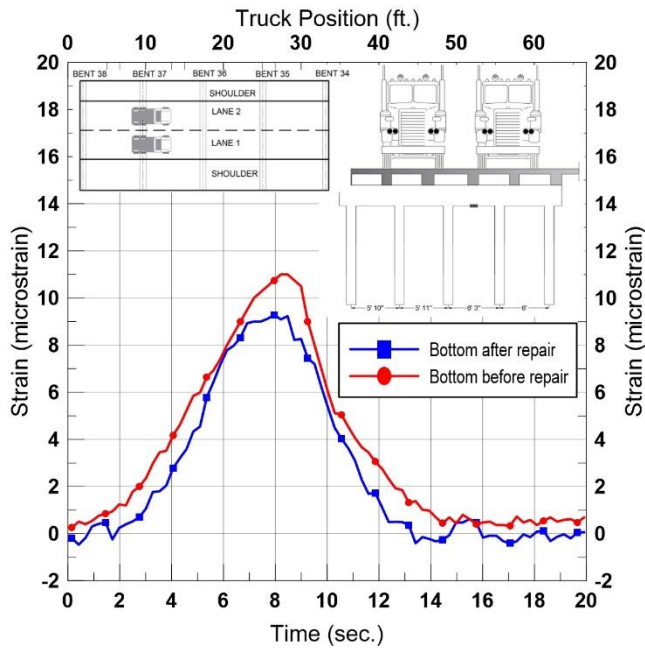 Truck Position (ft.)
0 10 20 30 40 50 60
20 18 16 14 12 10 8 6 4 2 0 -2
Strain (microstrain)
BENT 38 BENT 37 BENT 36 BENT 35 BENT 34
SHOULDER
LANE 2
LANE 1
SHOULDER
5' 10" 5' 11" 6' 3" 6'
Bottom after repair
Bottom before repair
20 18 16 14 12 10 8 6 4 2 0 -2
Strain (microstrain)
0 2 4 6 8 10 12 14 16 18 20
Time (sec.)